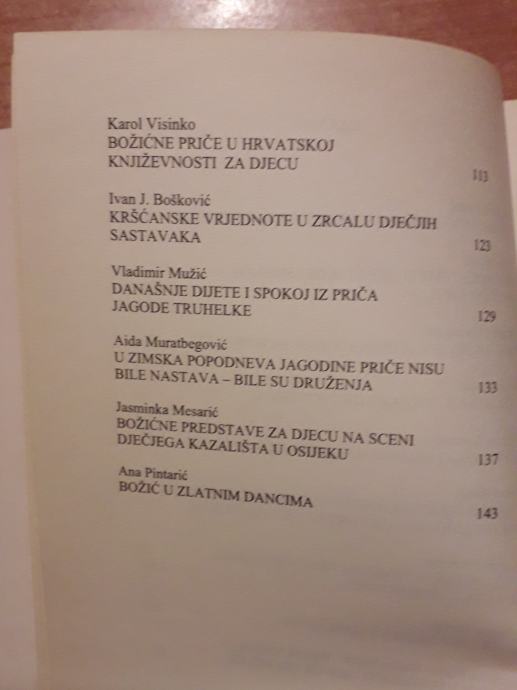 Karol Visinko
BOŽIĆNE PRIČE U HRVATSKOJ
KNJIŽEVNOSTI ZA DJECU 113
Ivan J. Bošković
KRŠĆANSKE VRJEDNOTE U ZRCALU DJEČJIH
SASTAVAKA 123
Vladimir Mužić
DANAŠNJE DIJETE I SPOKOJ IZ PRIČA
JAGODE TRUHELKE 129
Aida Muratbegović
U ZIMSKA POPODNEVA JAGODINE PRIČE NISU
BILE NASTAVA – BILE SU DRUŽENJA 133
Jasminka Mesarić
BOŽIĆNE PREDSTAVE ZA DJECU NA SCENI
DJEČJEGA KAZALIŠTA U OSIJEKU 137
Ana Pintarić
BOŽIĆ U ZLATNIM DANCIMA 143